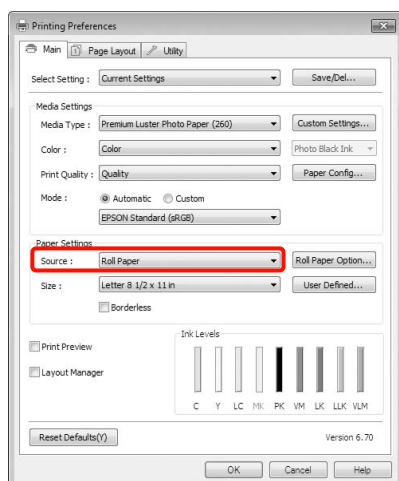 Printing Preferences
Main Page Layout Utility
Select Setting : Current Settings Save/Del...
Media Settings
Media Type : Premium Luster Photo Paper (260) Custom Settings...
Color : Color Photo Black Ink
Print Quality : Quality Paper Config...
Mode : Automatic Custom
EPSON Standard (sRGB)
Paper Settings
Source : Roll Paper Roll Paper Option...
Size : Letter 8 1/2 x 11 in User Defined...
Borderless
Ink Levels
Print Preview
Layout Manager
C Y LC MK PK VM LK LLK VLM
Reset Defaults(Y) Version 6.70
OK Cancel Help